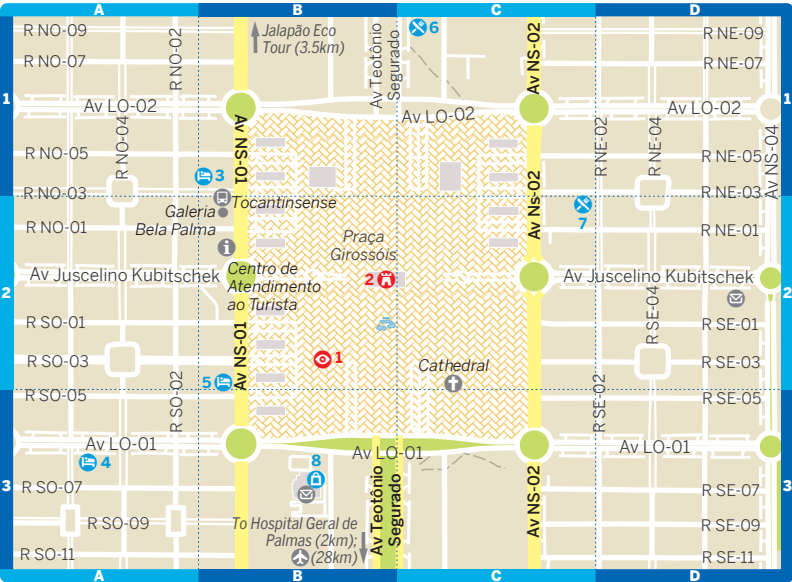 A
B
C
D
R NO-09
R NO-02
Jalapão Eco
Tour (3.5km)
Av Teotônio
Segurado
6
Av NS-02
R NE-09
R NO-07
R NE-07
1
1
Av LO-02
Av LO-02
Av LO-02
R NO-04
Av NS-01
R NE-02
R NE-04
Av NS-04
R NO-05
R NE-05
3
R NO-03
Tocantinsense
Av Ns-02
R NE-03
Galeria
Bela Palma
7
R NO-01
R NE-01
Praça
Girossóis
Av Juscelino Kubitschek
Centro de
Atendimento
ao Turista
2
Av Juscelino Kubitschek
2
2
R SO-01
R SE-04
R SE-01
Av NS-01
R SO-03
1
Cathedral
R SE-03
5
R SO-02
R SE-02
R SO-05
R SE-05
Av LO-01
Av LO-01
Av LO-01
4
8
3
3
R SO-07
Av Teotônio
Segurado
Av NS-02
R SE-07
R SO-09
To Hospital Geral de
Palmas (2km);
(28km)
R SE-09
R SO-11
R SE-11
A
B
C
D